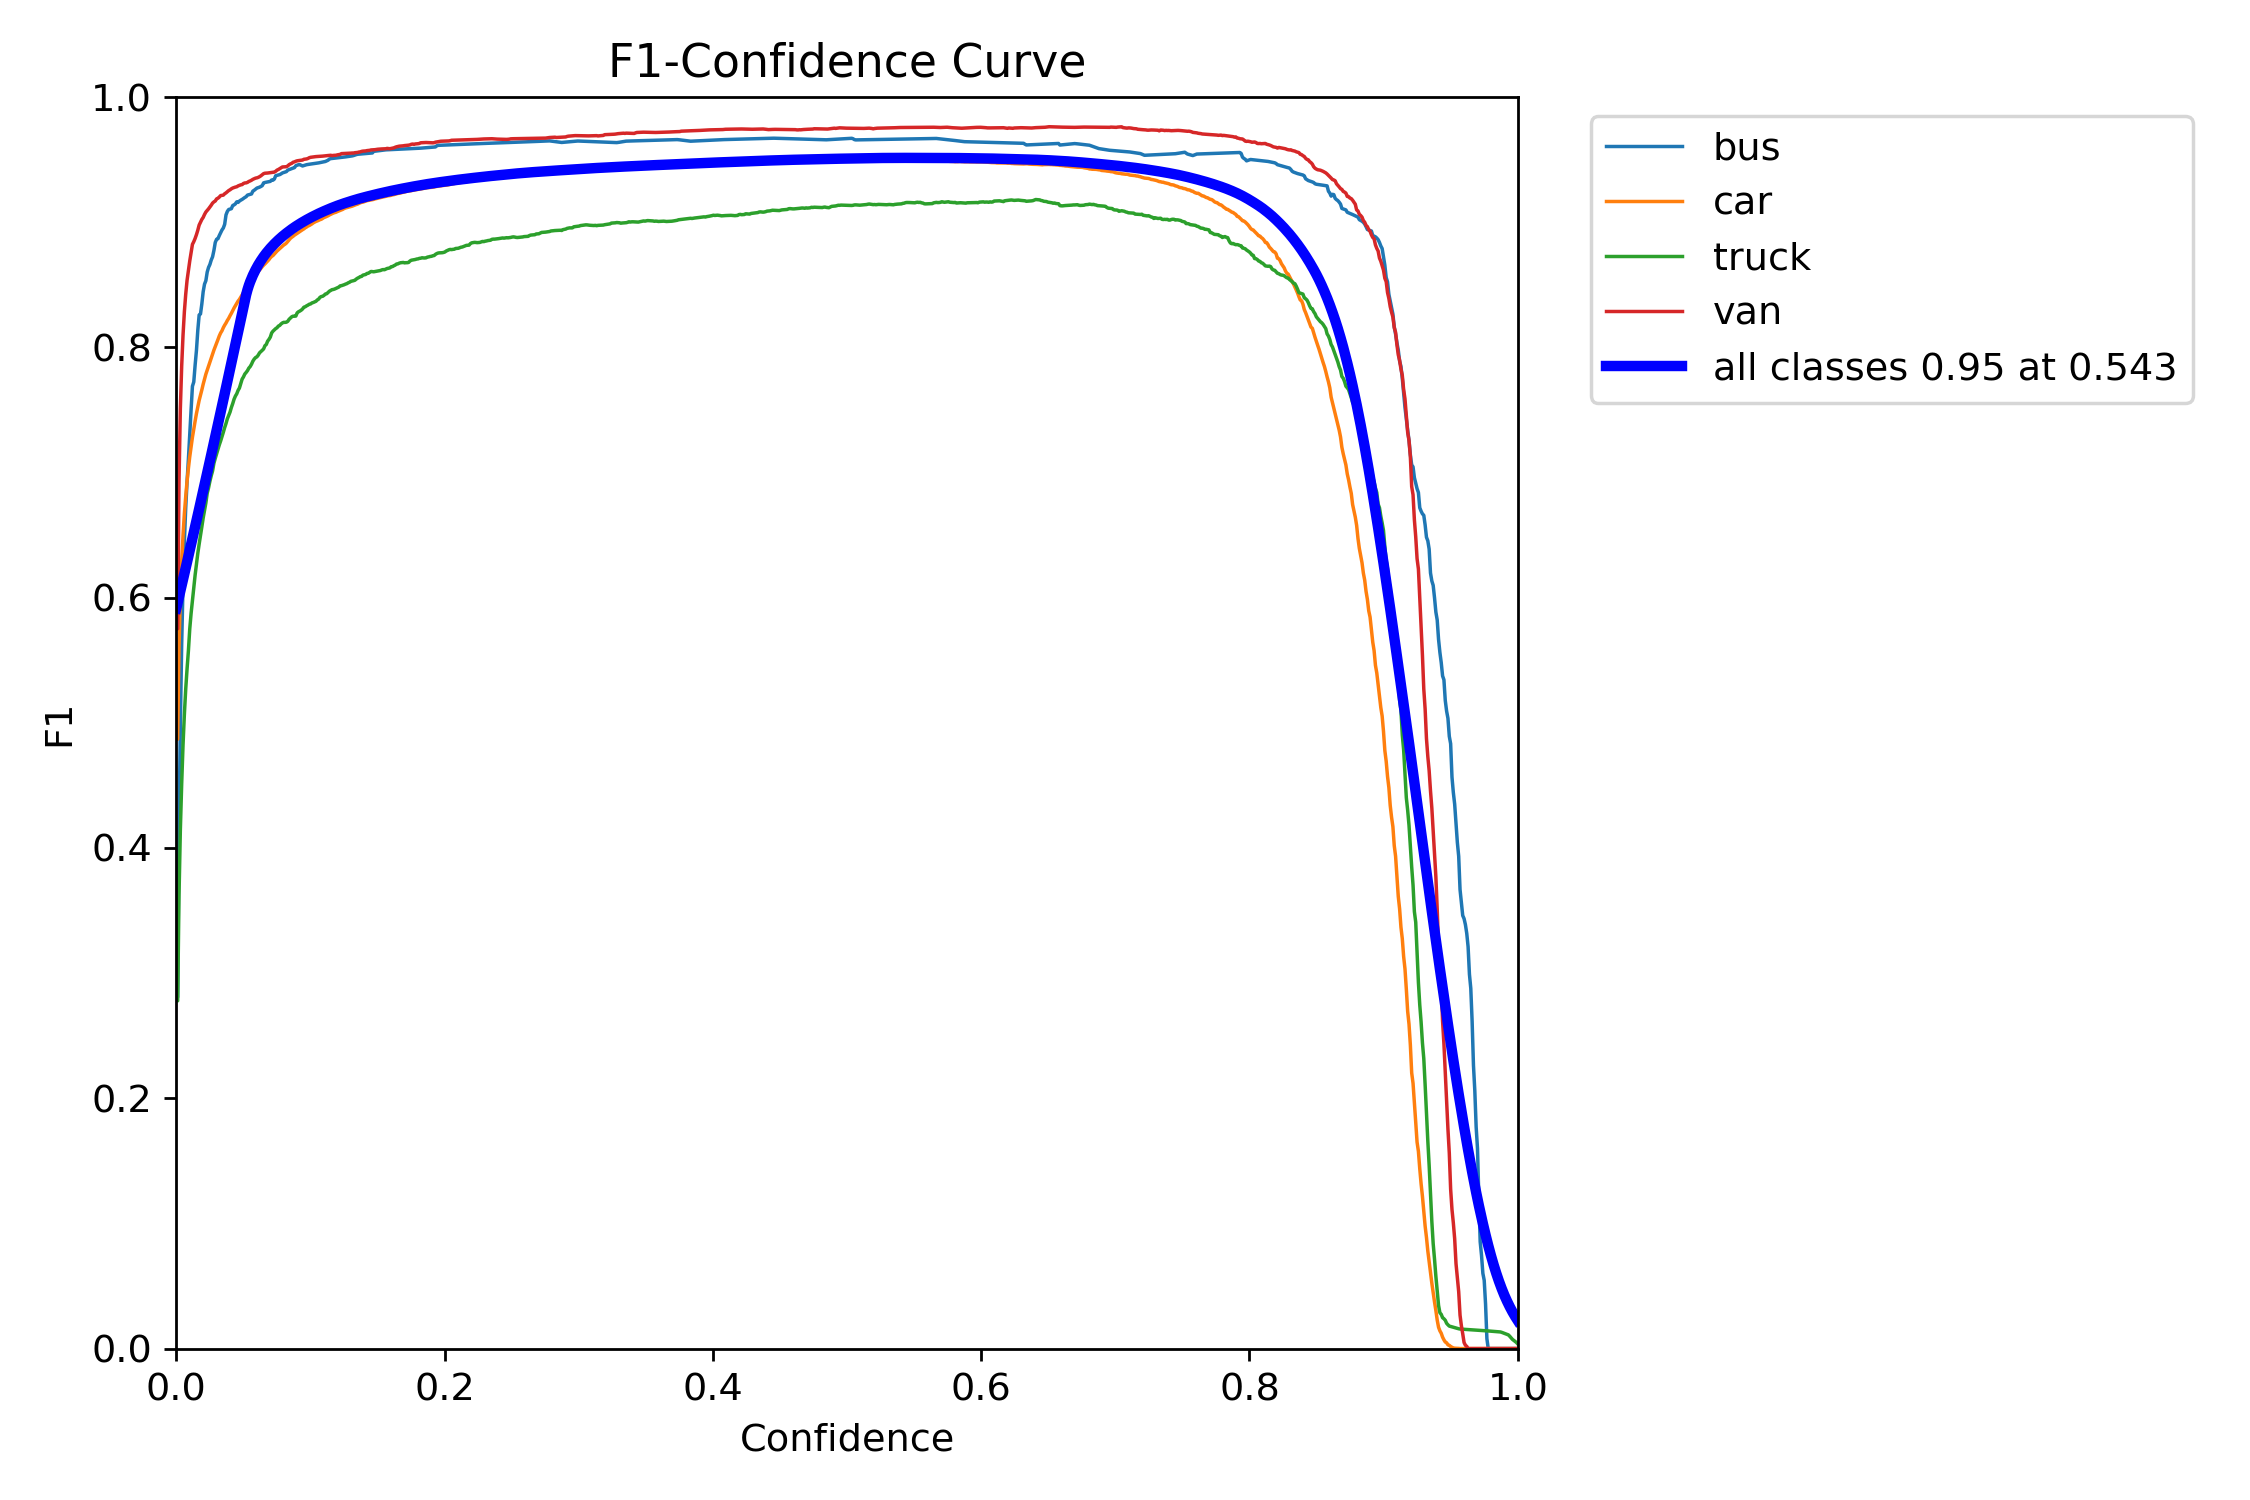 F1-Confidence Curve
1.0
0.8
0.6
0.4
0.2
0.0
F1
0.0 0.2 0.4 0.6 0.8 1.0
Confidence
bus
car
truck
van
all classes 0.95 at 0.543